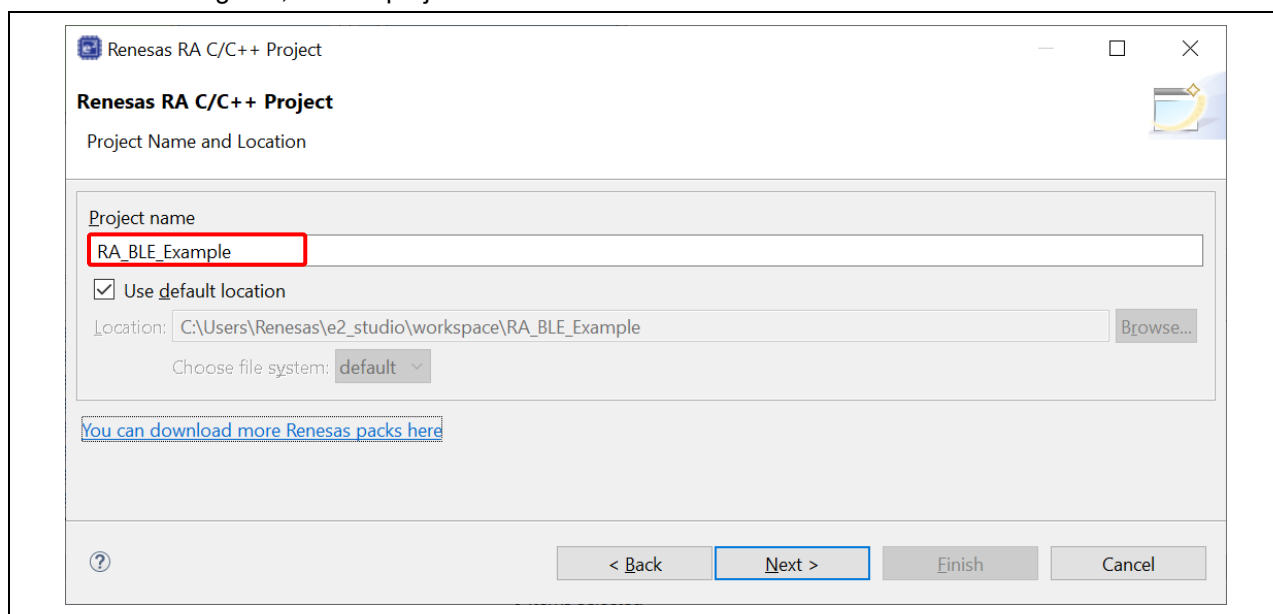 Renesas RA C/C++ Project
Renesas RA C/C++ Project
Project Name and Location
Project name
RA_BLE_Example
Use default location
Location: C:\Users\Renesas\e2_studio\workspace\RA_BLE_Example Browse...
Choose file system: default
You can download more Renesas packs here
< Back Next > Finish Cancel